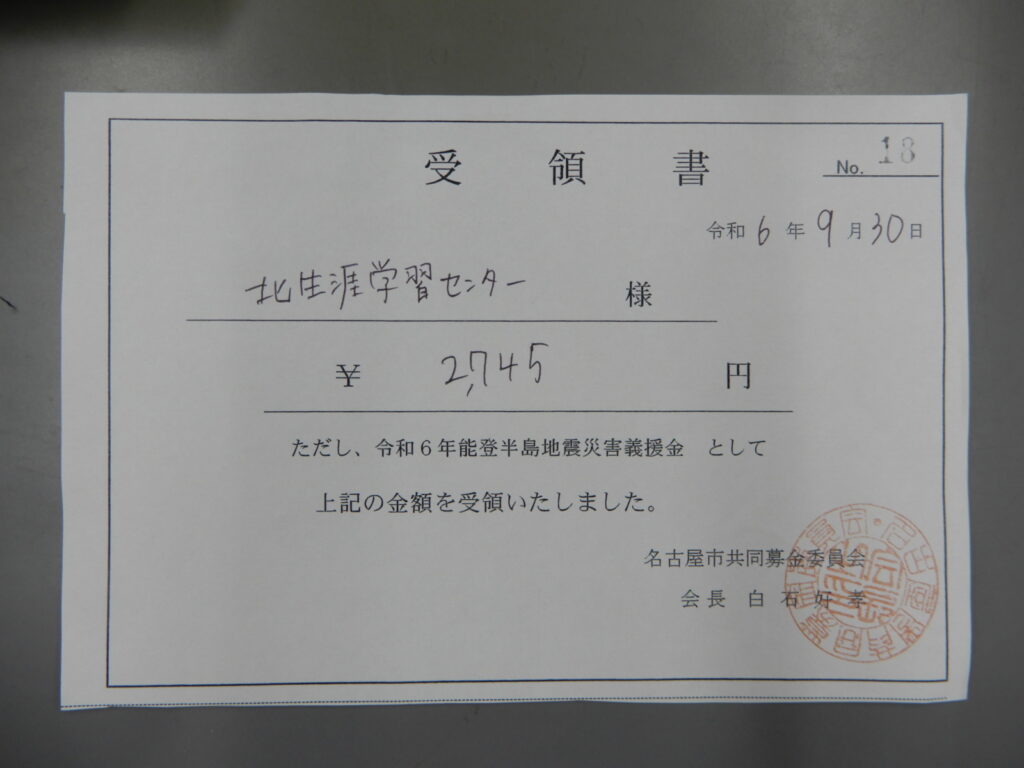 受領書
No. 18
令和6年9月30日
北生涯学習センター 様
¥ 2,745 円
ただし、令和6年能登半島地震災害義援金 として
上記の金額を受領いたしました。
名古屋市共同募金委員会
会長 白石好孝